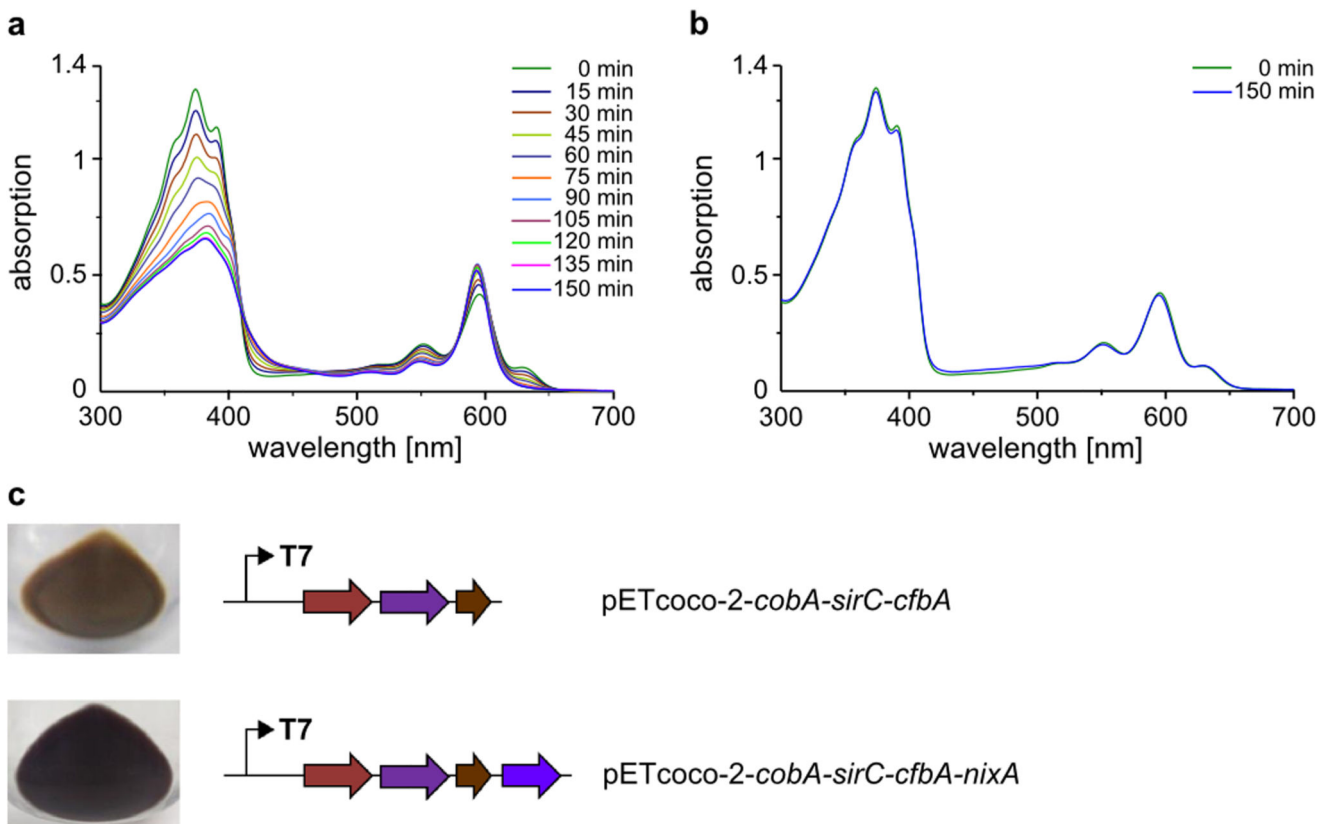 a
1.4
1
0.5
0
absorption
300 400 500 600 700
wavelength [nm]
0 min
15 min
30 min
45 min
60 min
75 min
90 min
105 min
120 min
135 min
150 min
b
1.4
1
0.5
0
absorption
300 400 500 600 700
wavelength [nm]
0 min
150 min
c
T7
pETcoco-2-cobA-sirC-cfbA
T7
pETcoco-2-cobA-sirC-cfbA-nixA